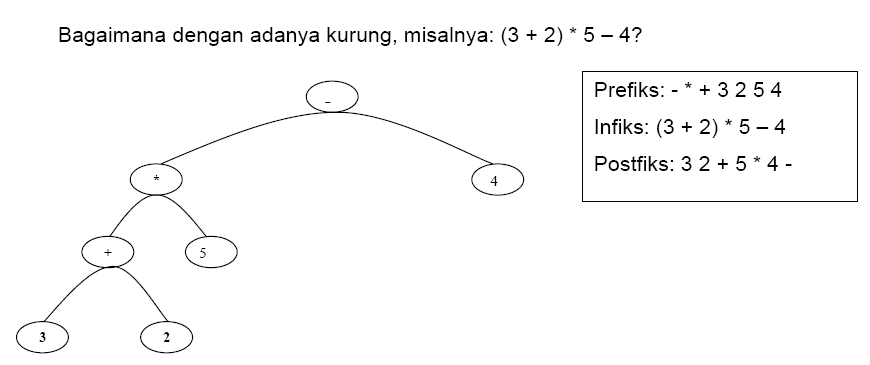 Bagaimana dengan adanya kurung, misalnya: (3 + 2) * 5 – 4?
-
Prefiks: - * + 3 2 5 4
Infiks: (3 + 2) * 5 – 4
Postfiks: 3 2 + 5 * 4 -
*
4
+
5
3
2